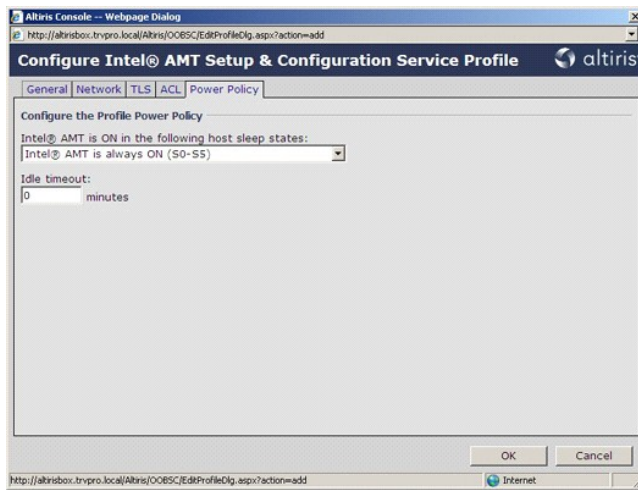 Altiris Console -- Webpage Dialog
http://altirisbox.trvpro.local/Altiris/OOBSC/EditProfileDlg.aspx?action=add
Configure Intel® AMT Setup & Configuration Service Profile
altiris
General Network TLS ACL Power Policy
Configure the Profile Power Policy
Intel® AMT is ON in the following host sleep states:
Intel® AMT is always ON (S0-S5)
Idle timeout:
0 minutes
OK Cancel
http://altirisbox.trvpro.local/Altiris/OOBSC/EditProfileDlg.aspx?action=add Internet